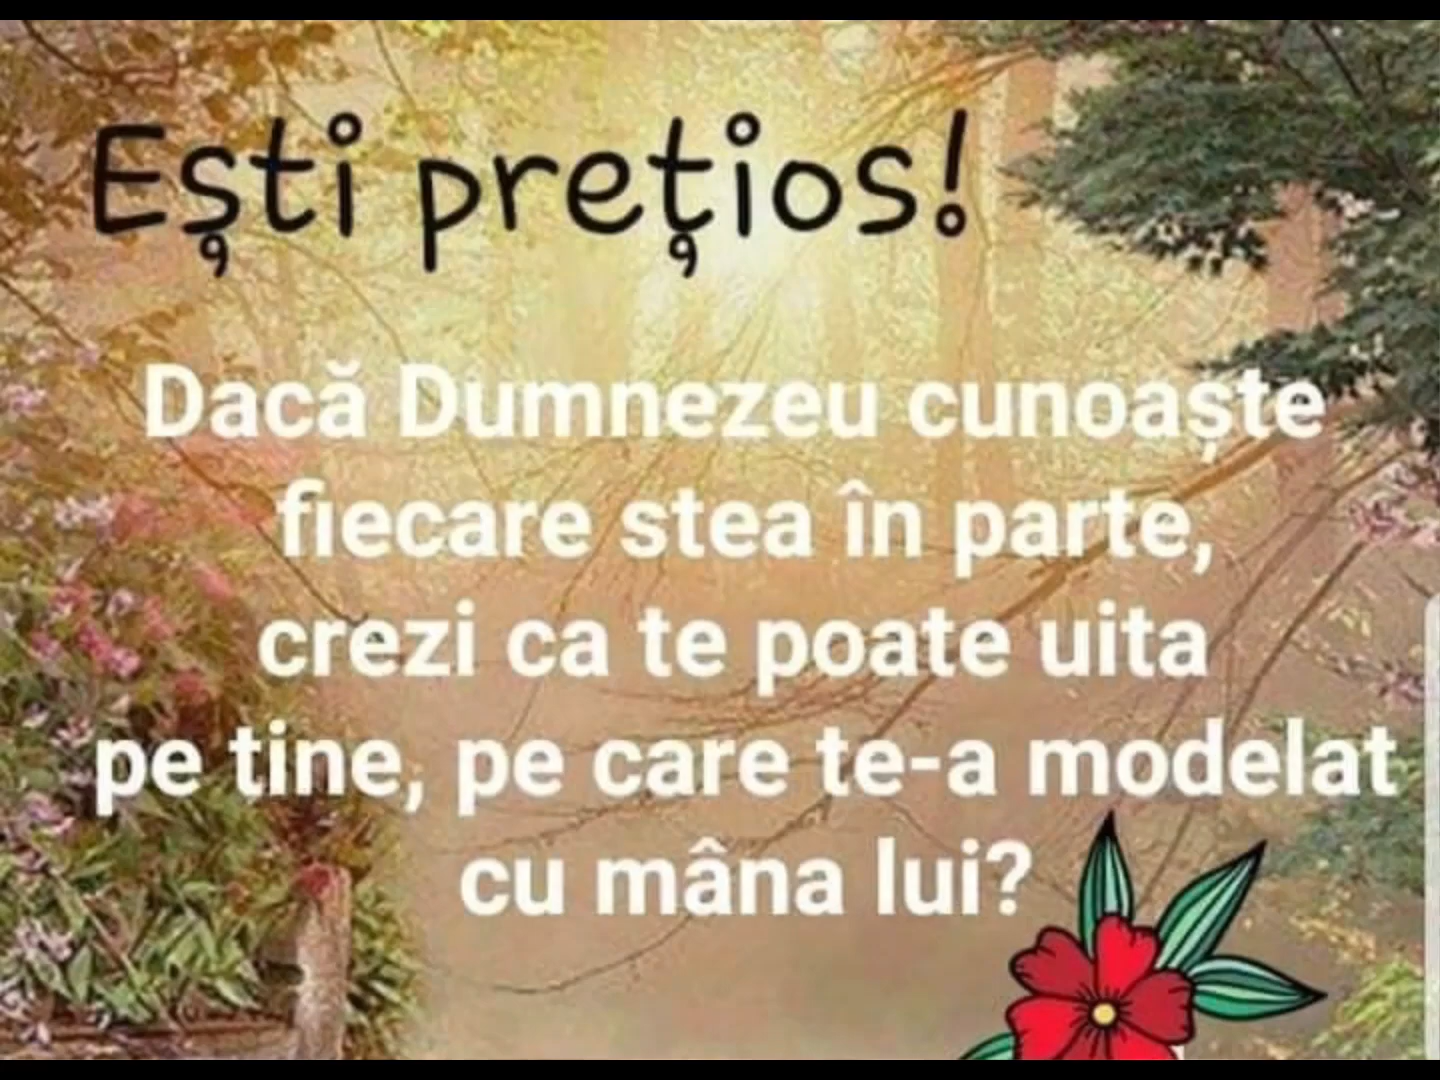 Ești prețios!
Dacă Dumnezeu cunoaște
fiecare stea în parte,
crezi ca te poate uita
pe tine, pe care te-a modelat
cu mâna lui?